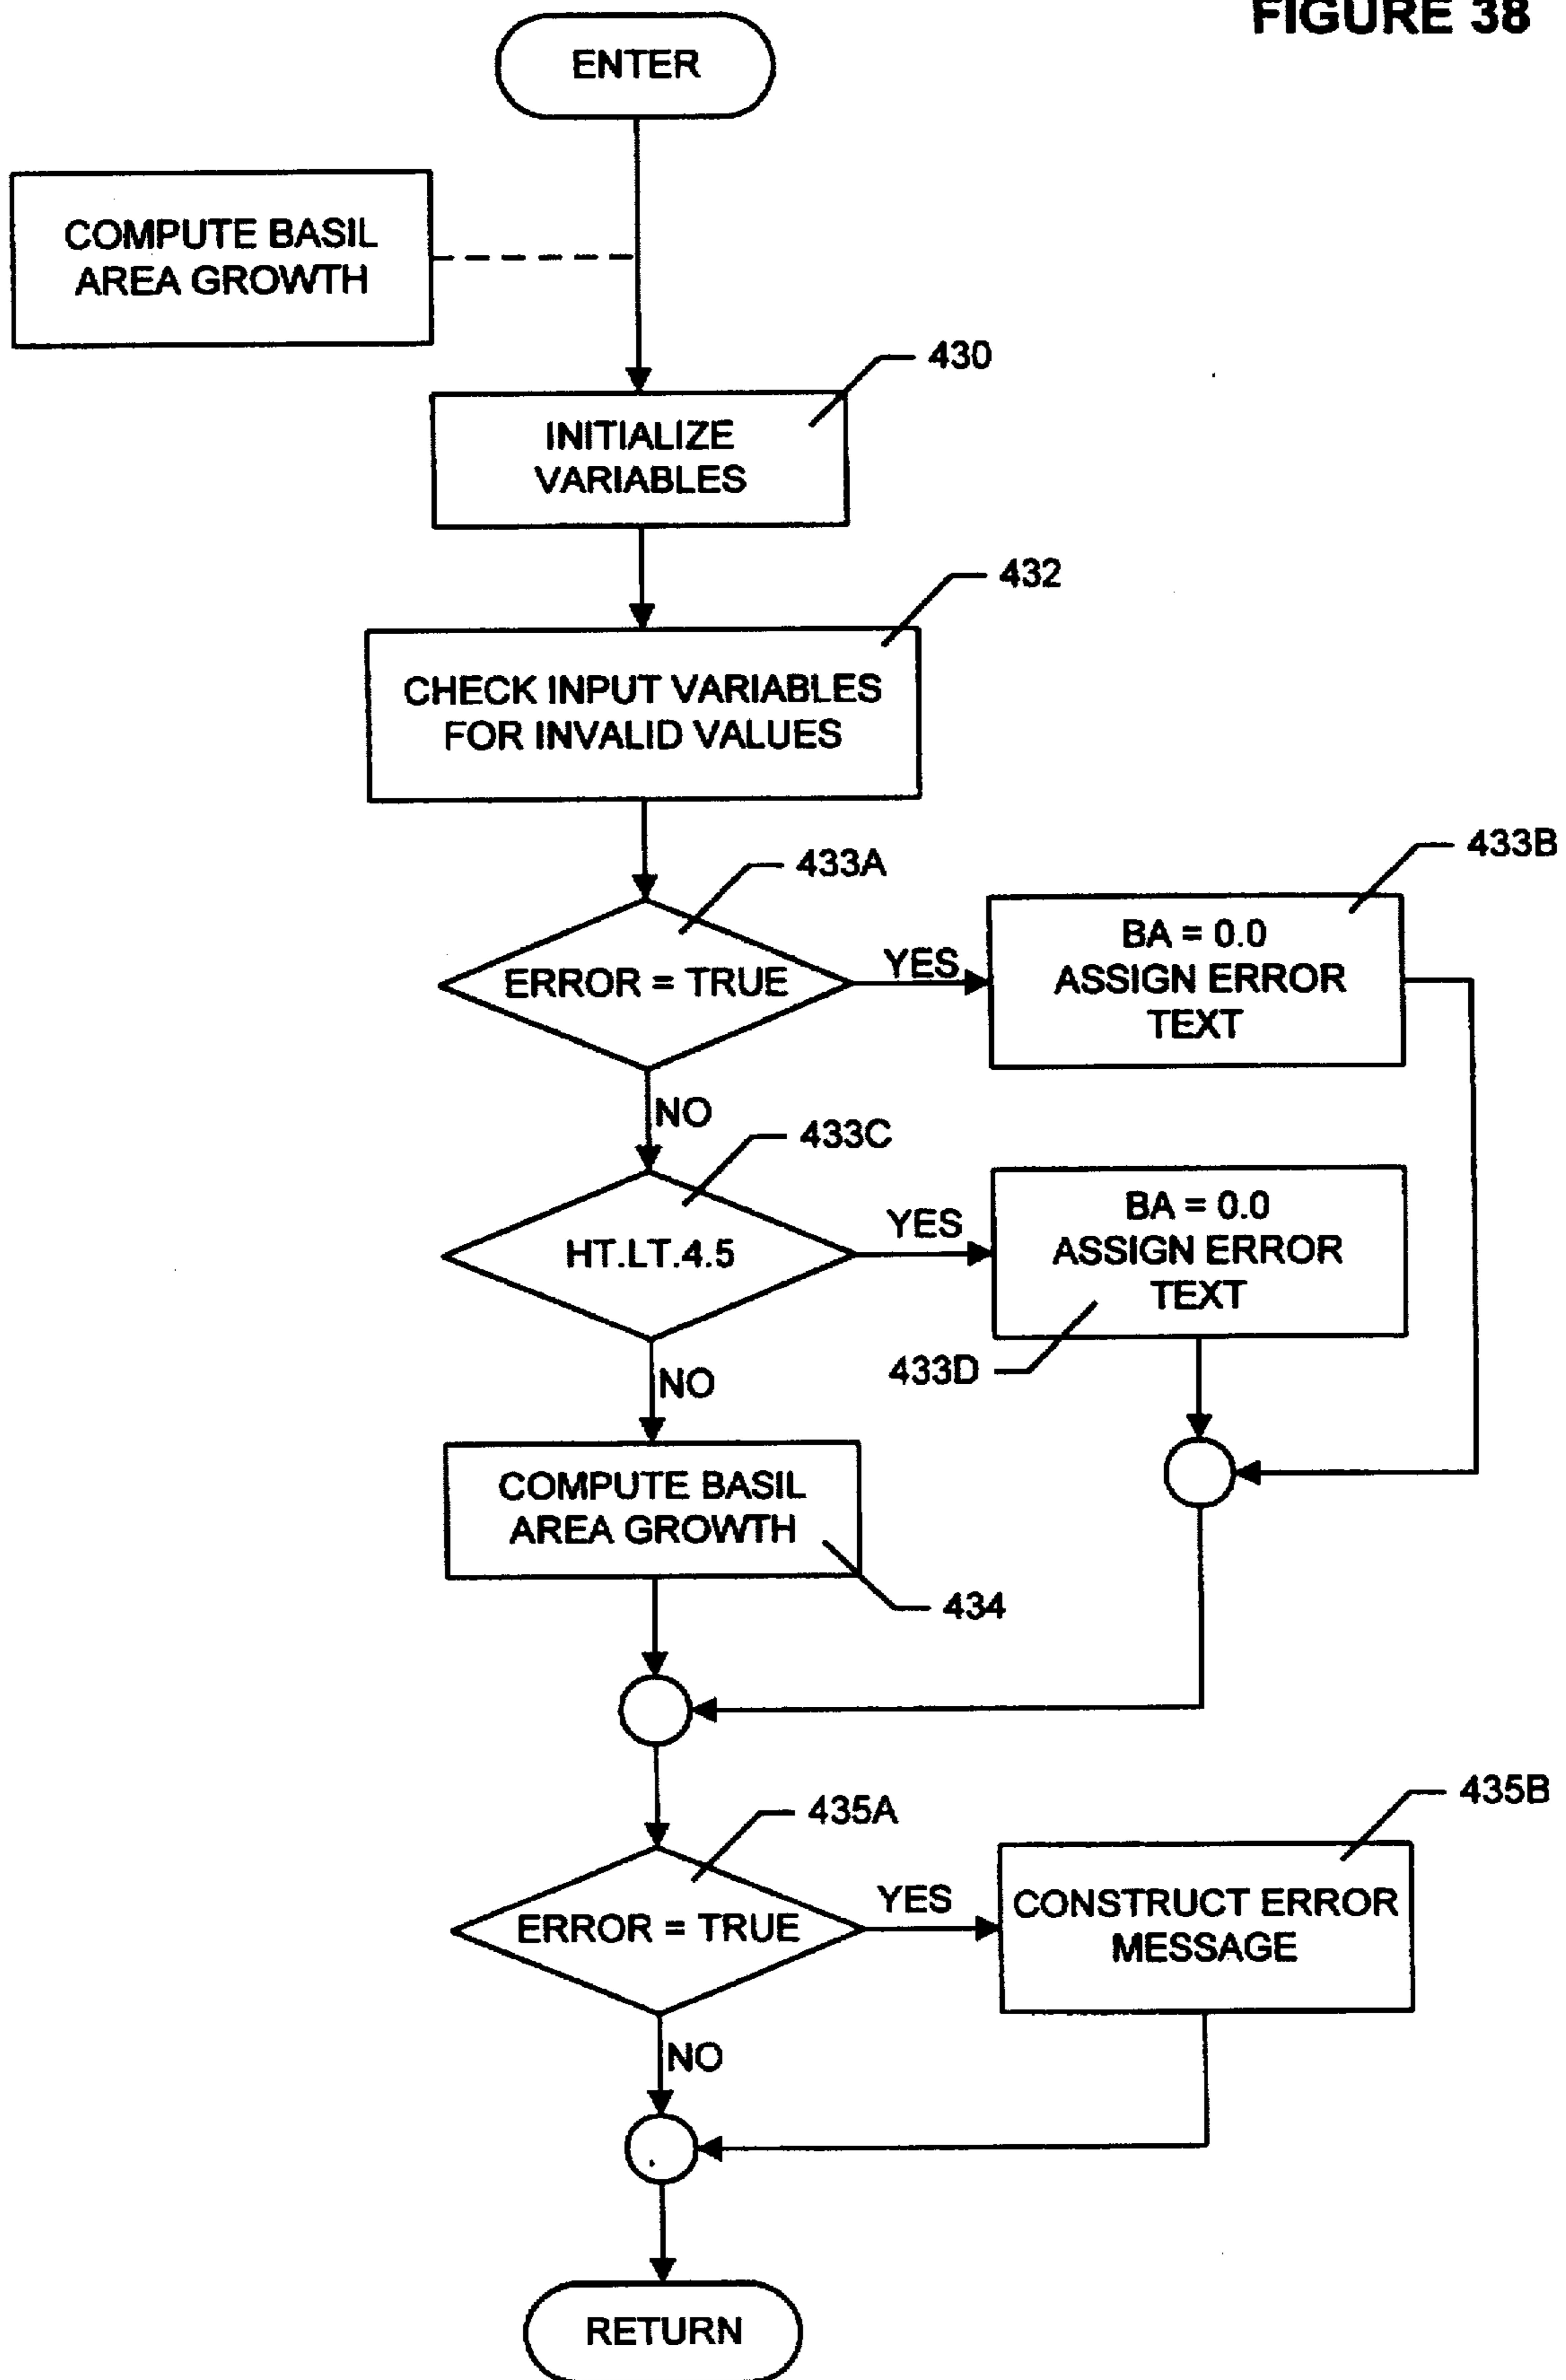 FIGURE 38
ENTER
COMPUTE BASIL
AREA GROWTH
430
INITIALIZE
VARIABLES
432
CHECK INPUT VARIABLES
FOR INVALID VALUES
433A
433B
ERROR = TRUE
YES
BA = 0.0
ASSIGN ERROR
TEXT
NO
433C
HT.LT.4.5
YES
BA = 0.0
ASSIGN ERROR
TEXT
433D
NO
COMPUTE BASIL
AREA GROWTH
434
435A
435B
ERROR = TRUE
YES
CONSTRUCT ERROR
MESSAGE
NO
RETURN